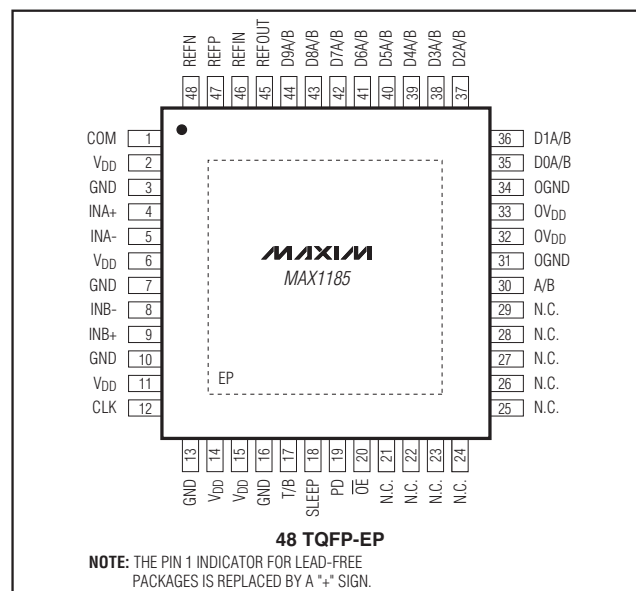 REFN
REFP
REFIN
REFOUT
D9A/B
D8A/B
D7A/B
D6A/B
D5A/B
D4A/B
D3A/B
D2A/B
48
47
46
45
44
43
42
41
40
39
38
37
COM 1
VDD 2
GND 3
INA+ 4
INA- 5
VDD 6
GND 7
INB- 8
INB+ 9
GND 10
VDD 11
CLK 12
MAXIM
MAX1185
EP
36 D1A/B
35 D0A/B
34 OGND
33 OVDD
32 OVDD
31 OGND
30 A/B
29 N.C.
28 N.C.
27 N.C.
26 N.C.
25 N.C.
13
14
15
16
17
18
19
20
21
22
23
24
GND
VDD
VDD
GND
T/B
SLEEP
PD
O̅E̅
N.C.
N.C.
N.C.
N.C.
48 TQFP-EP
NOTE: THE PIN 1 INDICATOR FOR LEAD-FREE
PACKAGES IS REPLACED BY A "+" SIGN.